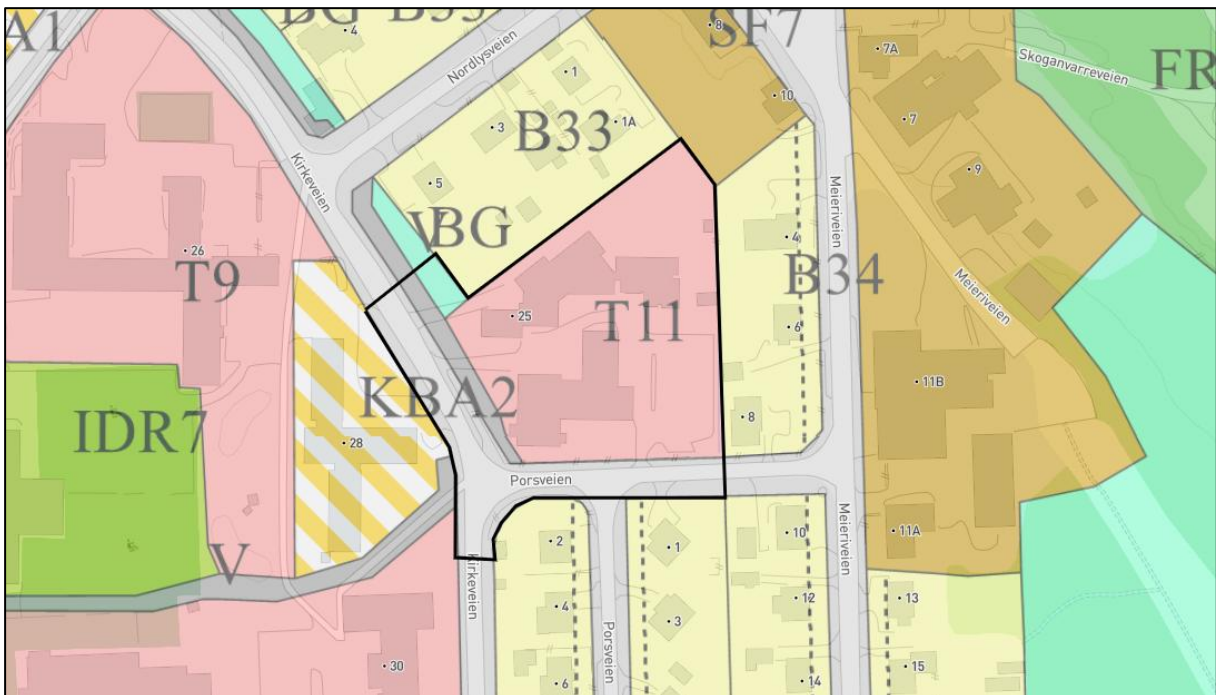 BG
B33
SF7
8
A1
4
7A
Skoganvarreveien
FR
Nordlysveien
1
10
1A
7
3
B33
Kirkeveien
9
5
Meieriveien
V
BG
4
26
T9
B34
Meieriveien
25
T11
6
11B
KBA2
IDR7
8
28
Porsveien
Meieriveien
2
1
10
11A
V
Kirkeveien
4
12
13
3
Porsveien
30
6
14
15